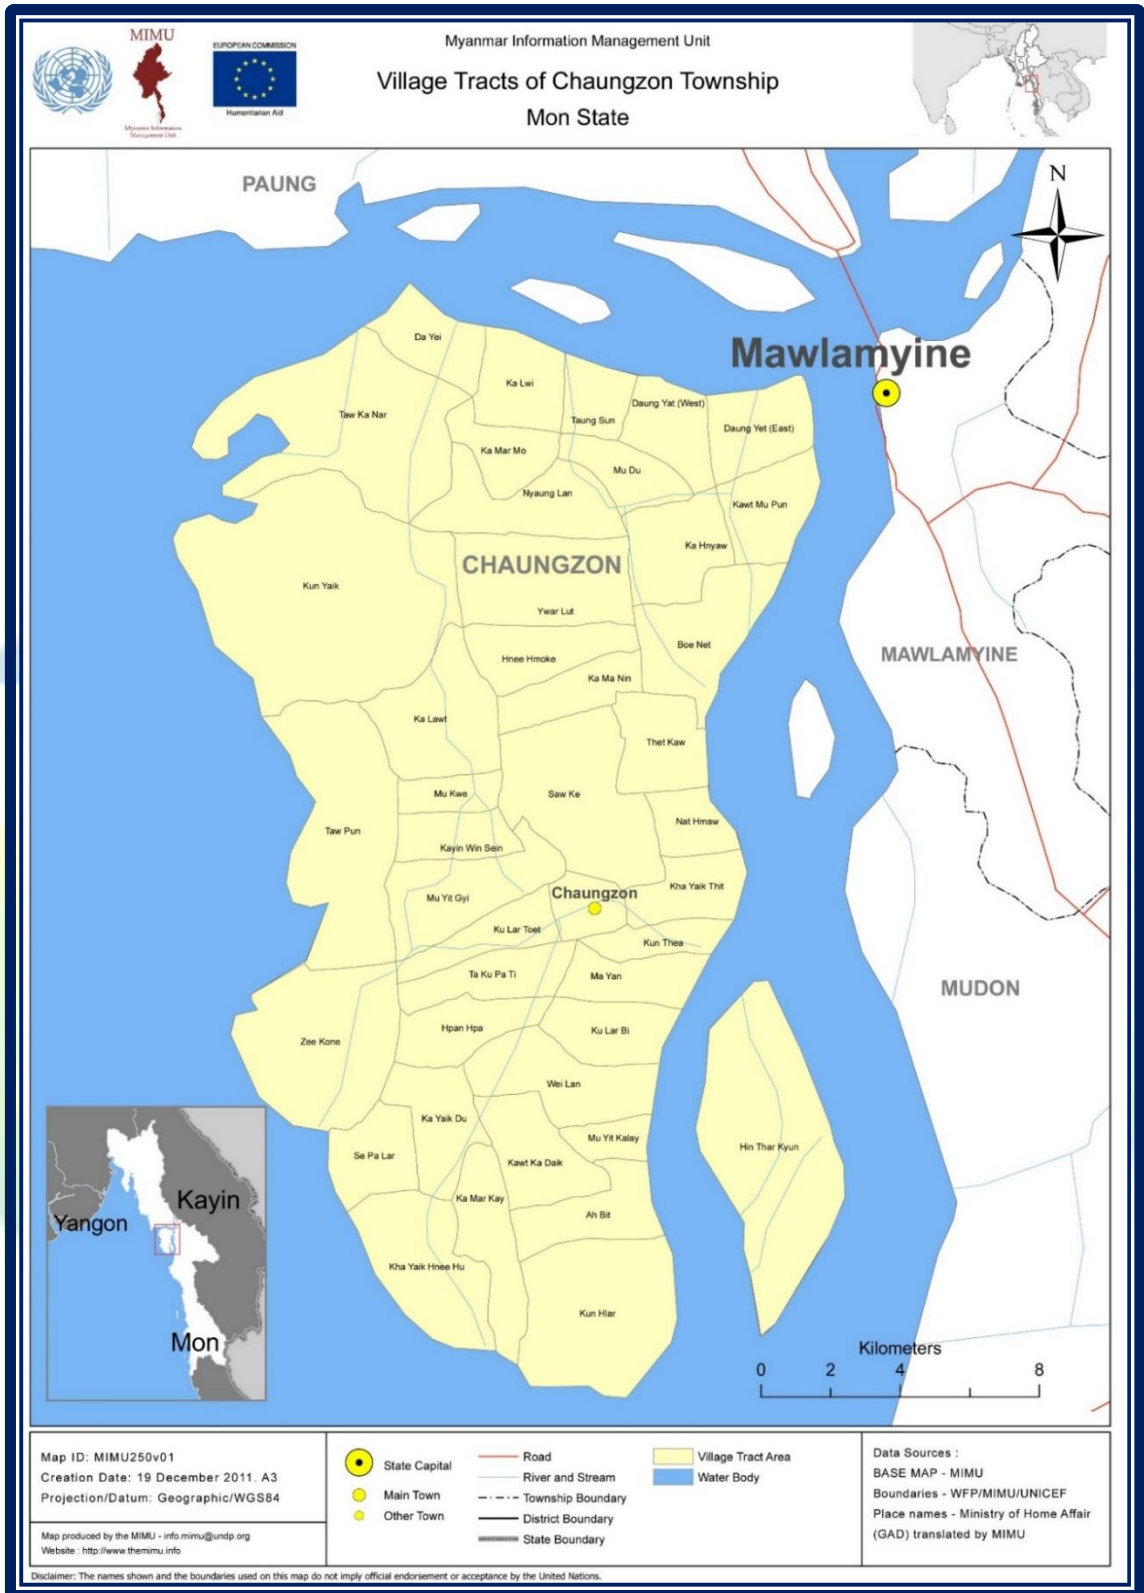 MIMU
Myanmar Information
Management Unit
EUROPEAN COMMISSION
Humanitarian Aid
Myanmar Information Management Unit
Village Tracts of Chaungzon Township
Mon State
PAUNG
N
Mawlamyine
Da Yei
Ka Lwi
Taw Ka Nar
Taung Sun
Daung Yat (West)
Daung Yet (East)
Ka Mar Mo
Mu Du
Nyaung Lan
Kawt Mu Pun
Ka Hnyaw
CHAUNGZON
Kun Yaik
Ywar Lut
Boe Net
MAWLAMYINE
Hnee Hmoke
Ka Ma Nin
Ka Lawt
Thet Kaw
Mu Kwe
Saw Ke
Nat Hmaw
Taw Pun
Kayin Win Sein
Kha Yaik Thit
Chaungzon
Mu Yit Gyi
Ku Lar Toet
Kun Thea
Ta Ku Pa Ti
Ma Yan
MUDON
Hpan Hpa
Ku Lar Bi
Zee Kone
Wei Lan
Ka Yaik Du
Mu Yit Kalay
Hin Thar Kyun
Se Pa Lar
Kawt Ka Daik
Ka Mar Kay
Ah Bit
Kha Yaik Hnee Hu
Kun Hlar
Kayin
Yangon
Mon
Kilometers
0 2 4 8
Map ID: MIMU250v01
Creation Date: 19 December 2011. A3
Projection/Datum: Geographic/WGS84
Map produced by the MIMU - info.mimu@undp.org
Website : http://www.themimu.info
State Capital
Main Town
Other Town
Road
River and Stream
Township Boundary
District Boundary
State Boundary
Village Tract Area
Water Body
Data Sources :
BASE MAP - MIMU
Boundaries - WFP/MIMU/UNICEF
Place names - Ministry of Home Affair
(GAD) translated by MIMU
Disclaimer: The names shown and the boundaries used on this map do not imply official endorsement or acceptance by the United Nations.